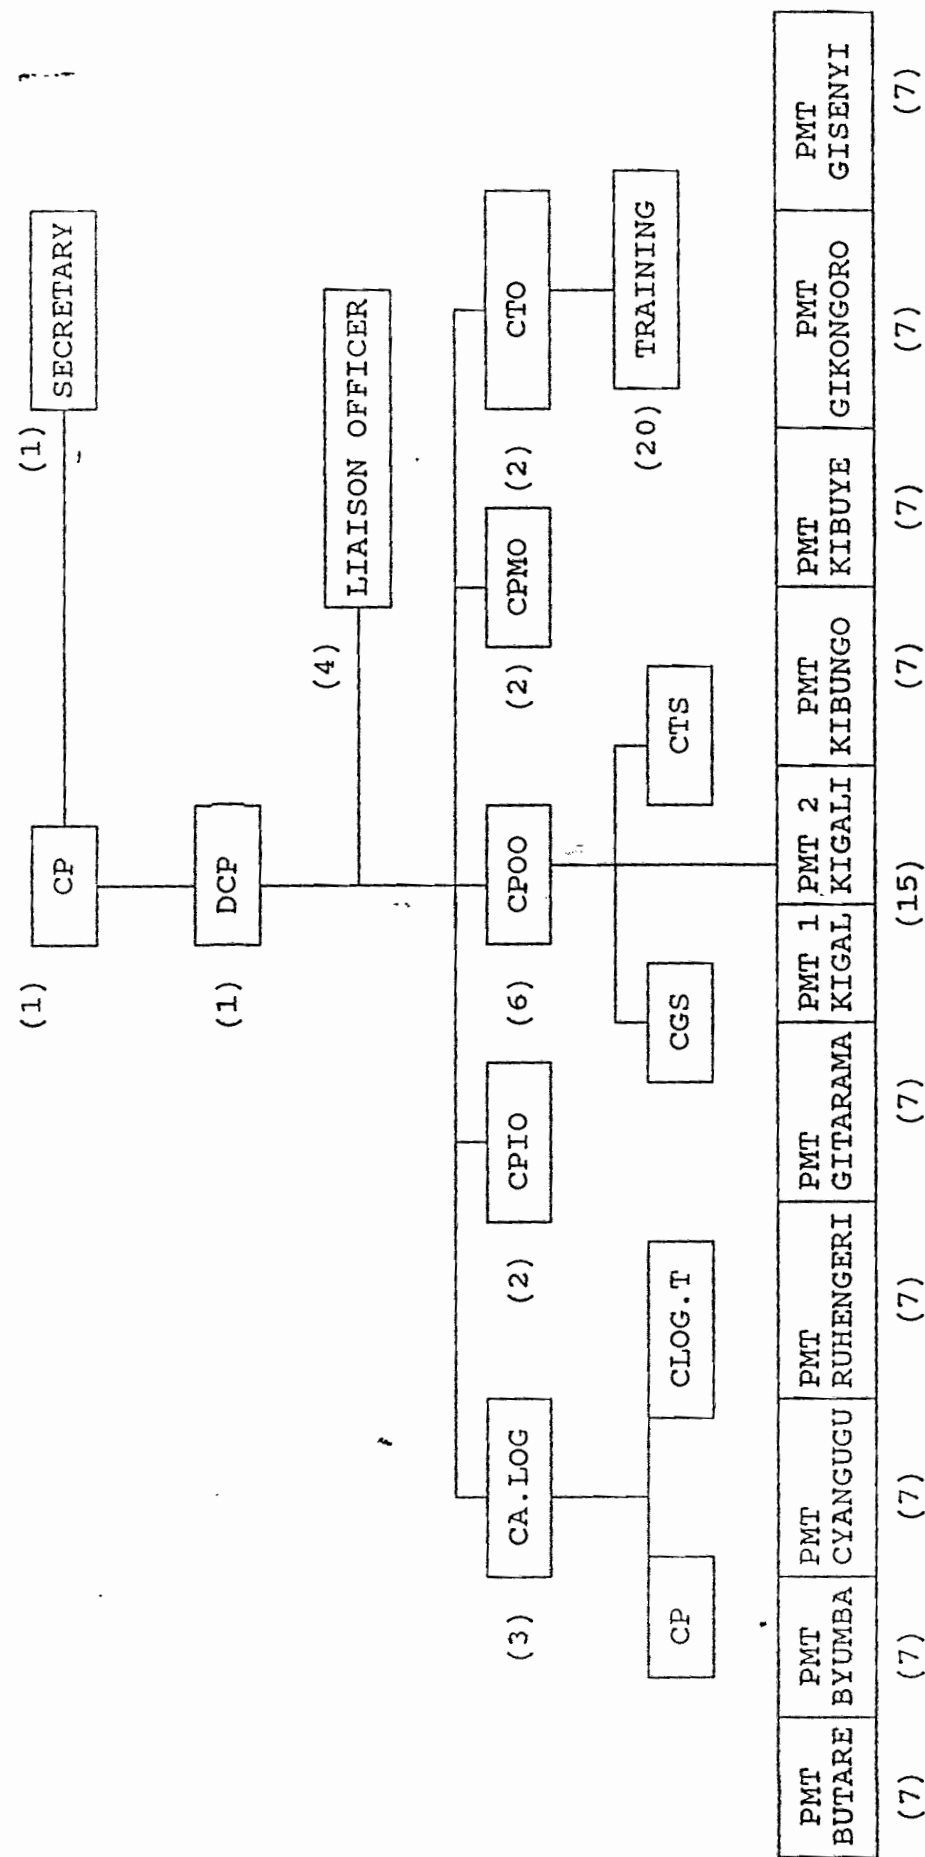 (1)
CP
(1)
SECRETARY
(1)
DCP
(4)
LIAISON OFFICER
(3)
CA.LOG
(2)
CPIO
(6)
CPOO
(2)
CPMO
(2)
CTO
CP
CLOG.T
CGS
CTS
(20)
TRAINING
PMT
BUTARE
PMT
BYUMBA
PMT
CYANGUGU
PMT
RUHENGERI
PMT
GITARAMA
PMT 1
KIGAL
PMT 2
KIGALI
PMT
KIBUNGO
PMT
KIBUYE
PMT
GIKONGORO
PMT
GISENYI
(7)
(7)
(7)
(7)
(7)
(15)
(7)
(7)
(7)
(7)